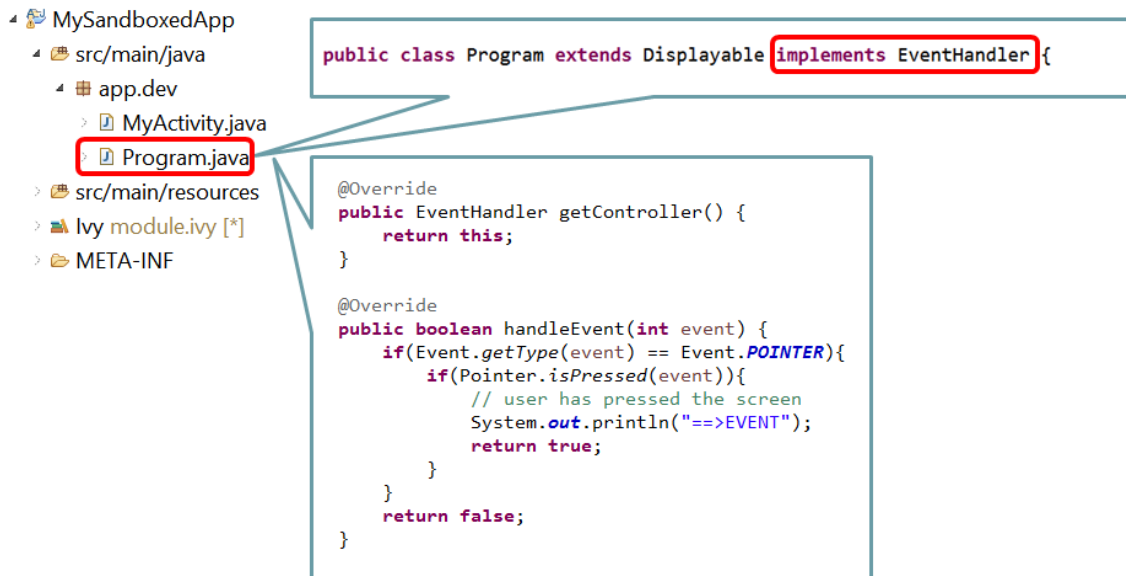 MySandboxedApp
src/main/java
app.dev
MyActivity.java
Program.java
src/main/resources
Ivy module.ivy [*]
META-INF
public class Program extends Displayable implements EventHandler {
@Override
public EventHandler getController() {
    return this;
}
@Override
public boolean handleEvent(int event) {
    if(Event.getType(event) == Event.POINTER){
        if(Pointer.isPressed(event)){
            // user has pressed the screen
            System.out.println("==>EVENT");
            return true;
        }
    }
    return false;
}